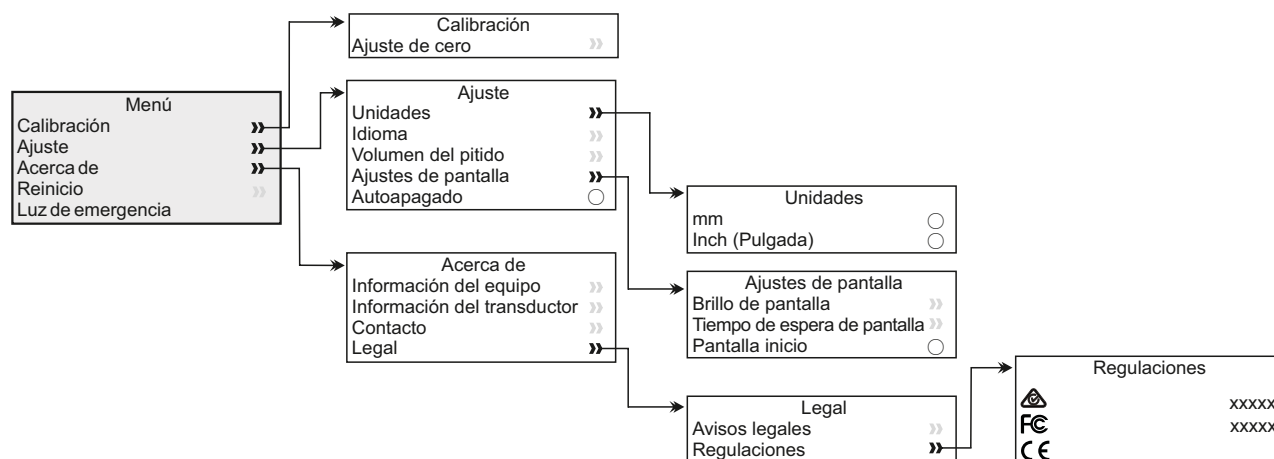 Menú
Calibración
Ajuste
Acerca de
Reinicio
Luz de emergencia
Calibración
Ajuste de cero
Ajuste
Unidades
Idioma
Volumen del pitido
Ajustes de pantalla
Autoapagado
Acerca de
Información del equipo
Información del transductor
Contacto
Legal
Unidades
mm
Inch (Pulgada)
Ajustes de pantalla
Brillo de pantalla
Tiempo de espera de pantalla
Pantalla inicio
Legal
Avisos legales
Regulaciones
Regulaciones
xxxxx
FC xxxxx
CE